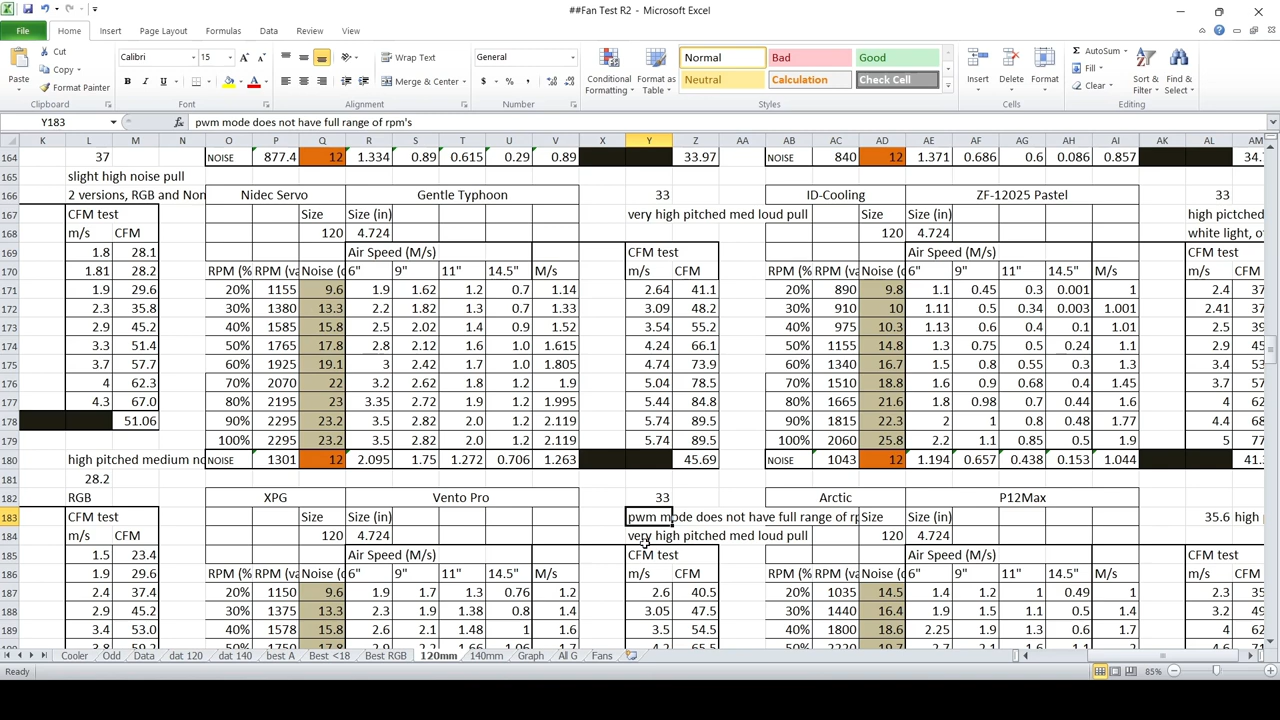 ##Fan Test R2 - Microsoft Excel
File Home Insert Page Layout Formulas Data Review View
Cut
Copy
Format Painter
Paste
Clipboard
Calibri 15
B I U
Font
Wrap Text
Merge & Center
Alignment
General
$ % ,
Number
Conditional Formatting
Format as Table
Normal Bad Good
Neutral Calculation Check Cell
Styles
Insert Delete Format
Cells
AutoSum
Fill
Clear
Sort & Filter
Find & Select
Editing
Y183 fx pwm mode does not have full range of rpm's
K L M N O P Q R S T U V X Y Z AA AB AC AD AE AF AG AH AI AK AL AM
164 37 NOISE 877.4 12 1.334 0.89 0.615 0.29 0.89 33.97 NOISE 840 12 1.371 0.686 0.6 0.086 0.857 34.
165 slight high noise pull
166 2 versions, RGB and Non Nidec Servo Gentle Typhoon 33 ID-Cooling ZF-12025 Pastel 33
167 CFM test Size Size (in) very high pitched med loud pull Size Size (in) high pictched
168 m/s CFM 120 4.724 120 4.724 white light, o
169 1.8 28.1 Air Speed (M/s) CFM test Air Speed (M/s) CFM test
170 1.81 28.2 RPM (% RPM (va Noise (d 6" 9" 11" 14.5" M/s m/s CFM RPM (% RPM (va Noise (d 6" 9" 11" 14.5" M/s m/s CFM
171 1.9 29.6 20% 1155 9.6 1.9 1.62 1.2 0.7 1.14 2.64 41.1 20% 890 9.8 1.1 0.45 0.3 0.001 1 2.4 37
172 2.3 35.8 30% 1380 13.3 2.2 1.82 1.3 0.7 1.33 3.09 48.2 30% 910 10 1.11 0.51 0.34 0.003 1.001 2.41 37
173 2.9 45.2 40% 1585 15.8 2.5 2.02 1.4 0.9 1.52 3.54 55.2 40% 975 10.3 1.13 0.6 0.4 0.1 1.01 2.5 39
174 3.3 51.4 50% 1765 17.8 2.8 2.12 1.6 1.0 1.615 4.24 66.1 50% 1155 14.8 1.3 0.75 0.5 0.24 1.1 2.9 45
175 3.7 57.7 60% 1925 19.1 3 2.42 1.7 1.0 1.805 4.74 73.9 60% 1340 16.7 1.5 0.8 0.55 0.3 1.3 3.4 53
176 4 62.3 70% 2070 22 3.2 2.62 1.8 1.2 1.9 5.04 78.5 70% 1510 18.8 1.6 0.9 0.68 0.4 1.45 3.7 57
177 4.3 67.0 80% 2195 23 3.35 2.72 1.9 1.2 1.995 5.44 84.8 80% 1665 21.6 1.8 0.98 0.7 0.4 1.6 4 62
178 51.06 90% 2295 23.2 3.5 2.82 2.0 1.2 2.119 5.74 89.5 90% 1815 22.3 2 1 0.8 0.48 1.77 4.4 68
179 100% 2295 23.2 3.5 2.82 2.0 1.2 2.119 5.74 89.5 100% 2060 25.8 2.2 1.1 0.85 0.5 1.9 5 77
180 high pitched medium no NOISE 1301 12 2.095 1.75 1.272 0.706 1.263 45.69 NOISE 1043 12 1.194 0.657 0.438 0.153 1.044 41.
181 28.2
182 RGB XPG Vento Pro 33 Arctic P12Max
183 CFM test Size Size (in) pwm mode does not have full range of rp Size Size (in) 35.6 high p
184 m/s CFM 120 4.724 very high pitched med loud pull 120 4.724
185 1.5 23.4 Air Speed (M/s) CFM test Air Speed (M/s) CFM test
186 1.9 29.6 RPM (% RPM (va Noise (d 6" 9" 11" 14.5" M/s m/s CFM RPM (% RPM (va Noise (d 6" 9" 11" 14.5" M/s m/s CFM
187 2.4 37.4 20% 1150 9.6 1.9 1.7 1.3 0.76 1.2 2.6 40.5 20% 1035 14.5 1.4 1.2 1 0.49 1 2.3 35
188 2.9 45.2 30% 1375 13.3 2.3 1.9 1.38 0.8 1.4 3.05 47.5 30% 1440 16.4 1.9 1.5 1.1 0.5 1.4 3.2 49
189 3.4 53.0 40% 1578 15.8 2.6 2.1 1.48 1 1.6 3.5 54.5 40% 1800 18.6 2.25 1.9 1.3 0.6 1.7 4 62
Cooler Odd Data dat 120 dat 140 best A Best <18 Best RGB 120mm 140mm Graph All G Fans
Ready 85%